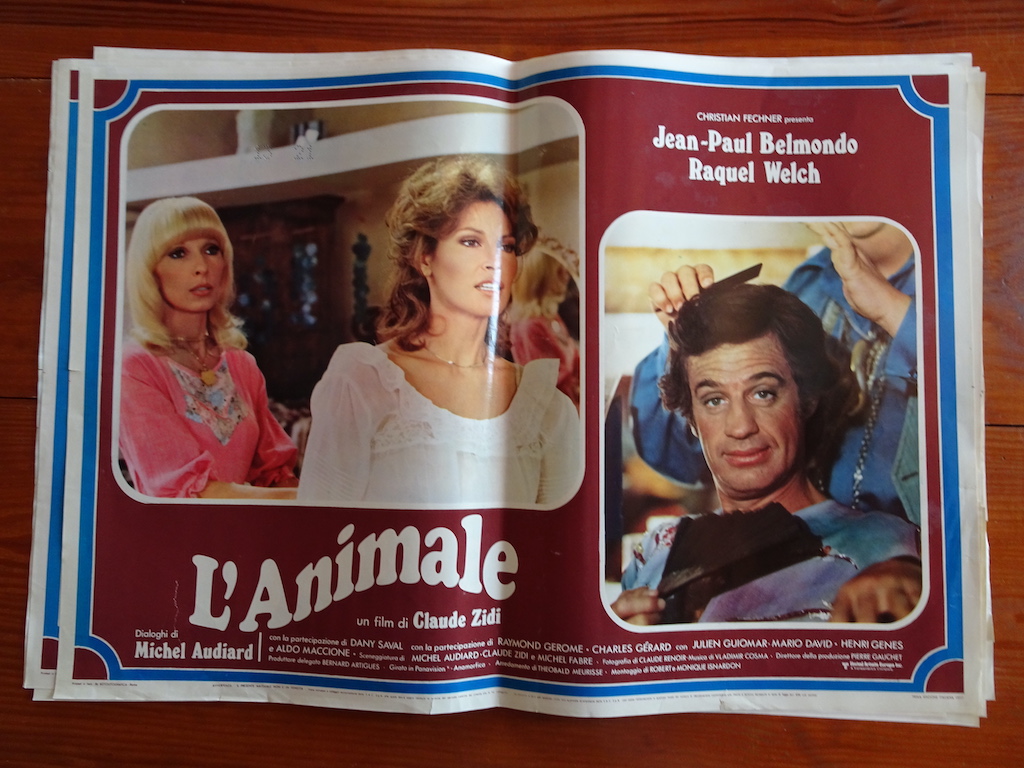 CHRISTIAN FECHNER presenta
Jean-Paul Belmondo
Raquel Welch
L'Animale
un film di Claude Zidi
Dialoghi di
Michel Audiard
con la partecipazione di DANY SAVAL con la partecipazione di RAYMOND GEROME · CHARLES GÉRARD con JULIEN GUIOMAR · MARIO DAVID · HENRI GENES
e ALDO MACCIONE · Sceneggiatura di MICHEL AUDIARD · CLAUDE ZIDI e MICHEL FABRE · Fotografia di CLAUDE RENOIR · Musica di VLADIMIR COSMA · Direttore della produzione PIERRE GAUCHET
Produttore delegato BERNARD ARTIGUES · Girato in Panavision · Anamorfico · Arredamento di THEOBALD MEURISSE · Montaggio di ROBERT e MONIQUE ISNARDON